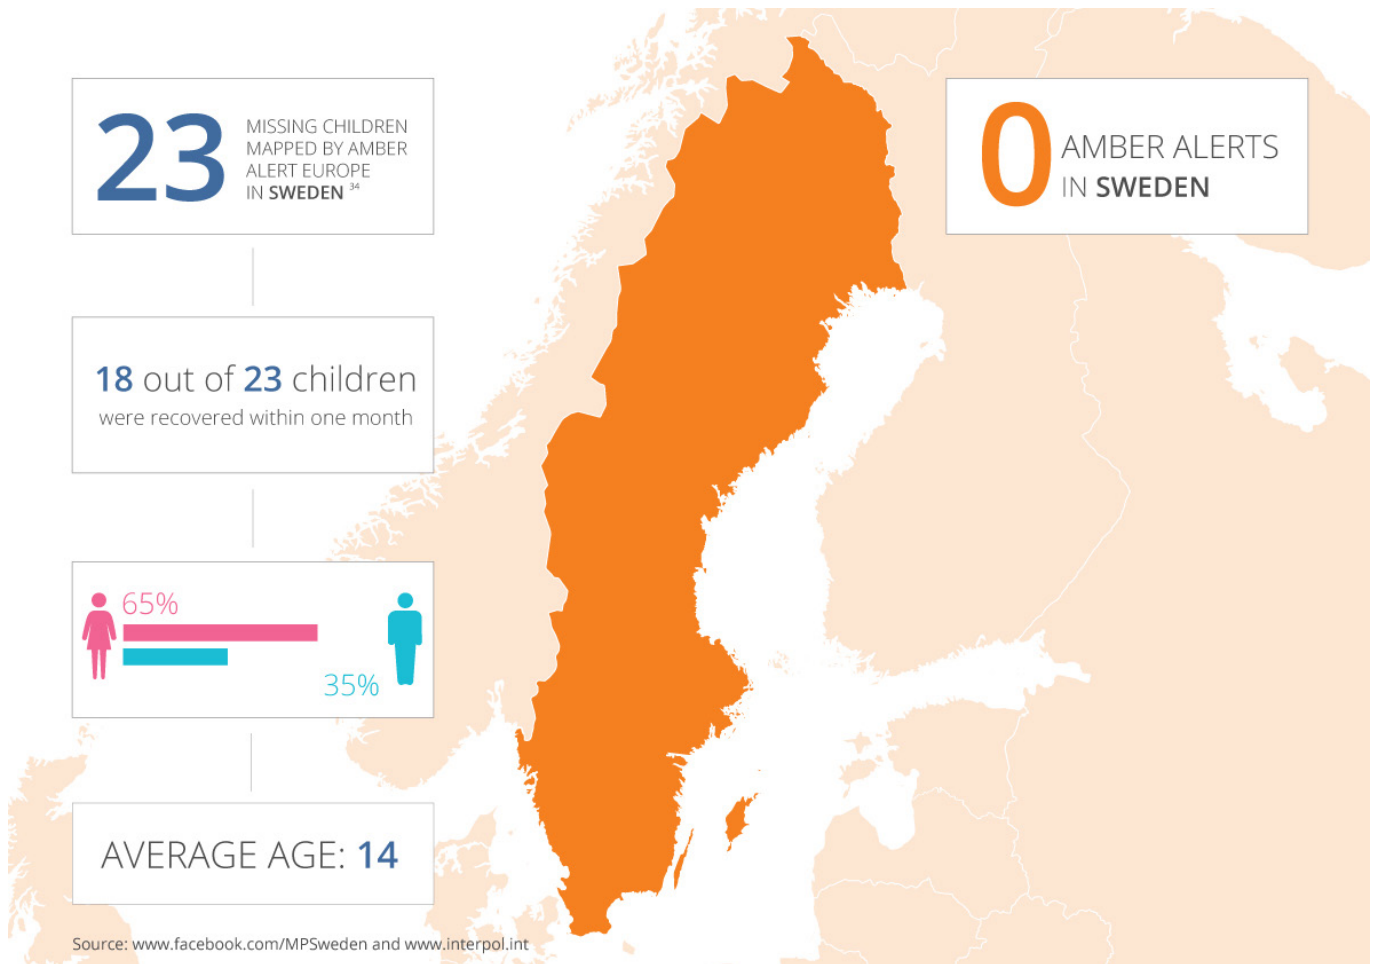 23
MISSING CHILDREN
MAPPED BY AMBER
ALERT EUROPE
IN SWEDEN 34
0
AMBER ALERTS
IN SWEDEN
18 out of 23 children
were recovered within one month
65%
35%
AVERAGE AGE: 14
Source: www.facebook.com/MPSweden and www.interpol.int